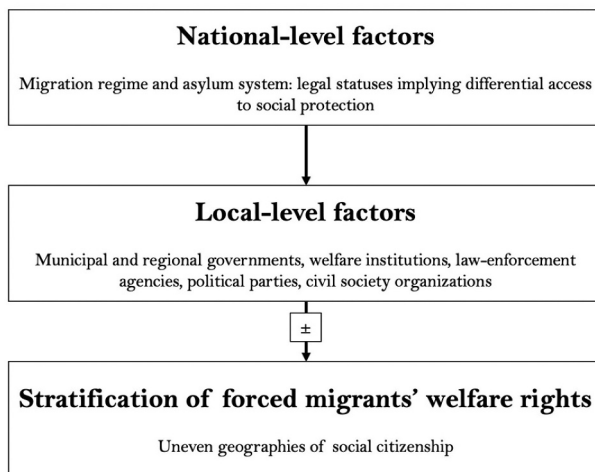 National-level factors
Migration regime and asylum system: legal statuses implying differential access
to social protection
Local-level factors
Municipal and regional governments, welfare institutions, law-enforcement
agencies, political parties, civil society organizations
±
Stratification of forced migrants' welfare rights
Uneven geographies of social citizenship